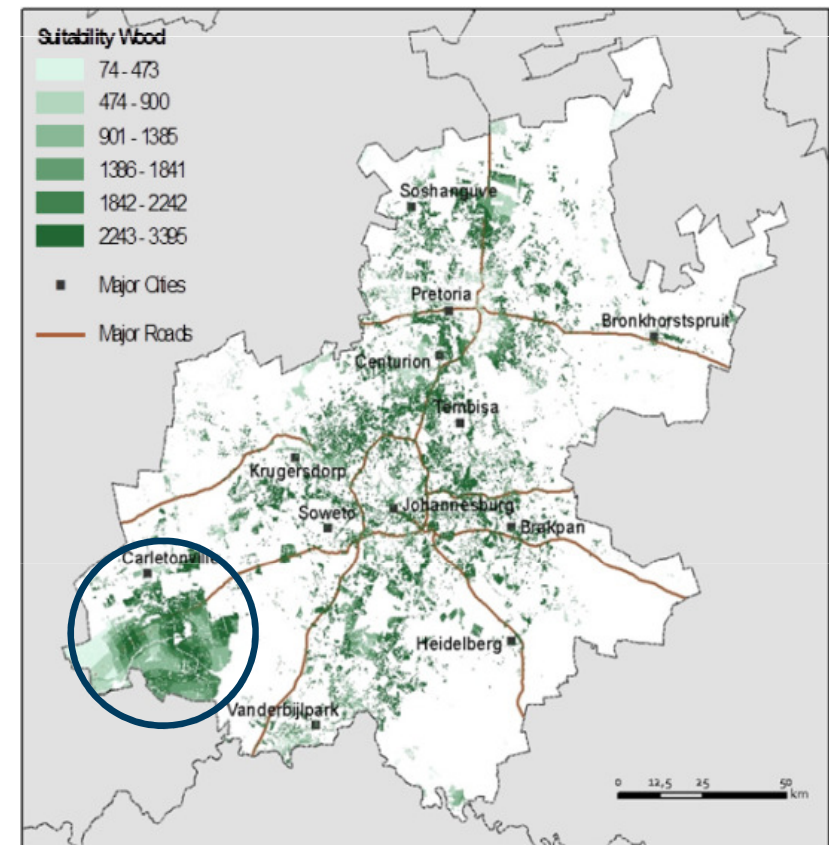 Suitability Wood
74 - 473
474 - 900
901 - 1385
1386 - 1841
1842 - 2242
2243 - 3395
Major Cities
Major Roads
Soshanguve
Pretoria
Bronkhorstspruit
Centurion
Tembisa
Krugersdorp
Johannesburg
Soweto
Brakpan
Carletonville
Heidelberg
Vanderbijlpark
0 12,5 25 50
km